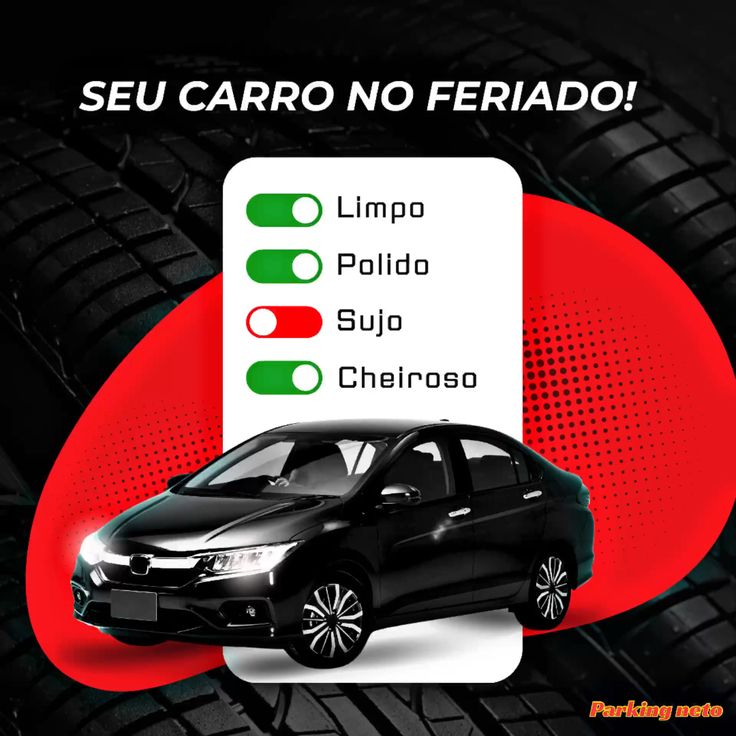 SEU CARRO NO FERIADO!
Limpo
Polido
Sujo
Cheiroso
Parking neto